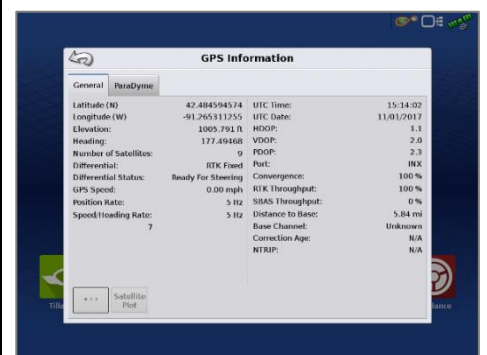 GPS Information
General ParaDyme
Latitude (N) 42.484594574
Longitude (W) -91.265311255
Elevation: 1005.791 ft
Heading: 177.49468
Number of Satellites: 9
Differential: RTK Fixed
Differential Status: Ready For Steering
GPS Speed: 0.00 mph
Position Rate: 5 Hz
Speed/Heading Rate: 5 Hz
7
UTC Time: 15:14:02
UTC Date: 11/01/2017
HDOP: 1.1
VDOP: 2.0
PDOP: 2.3
Port: INX
Convergence: 100 %
RTK Throughput: 100 %
SBAS Throughput: 0 %
Distance to Base: 5.84 mi
Base Channel: Unknown
Correction Age: N/A
NTRIP: N/A
Satellite
Plot